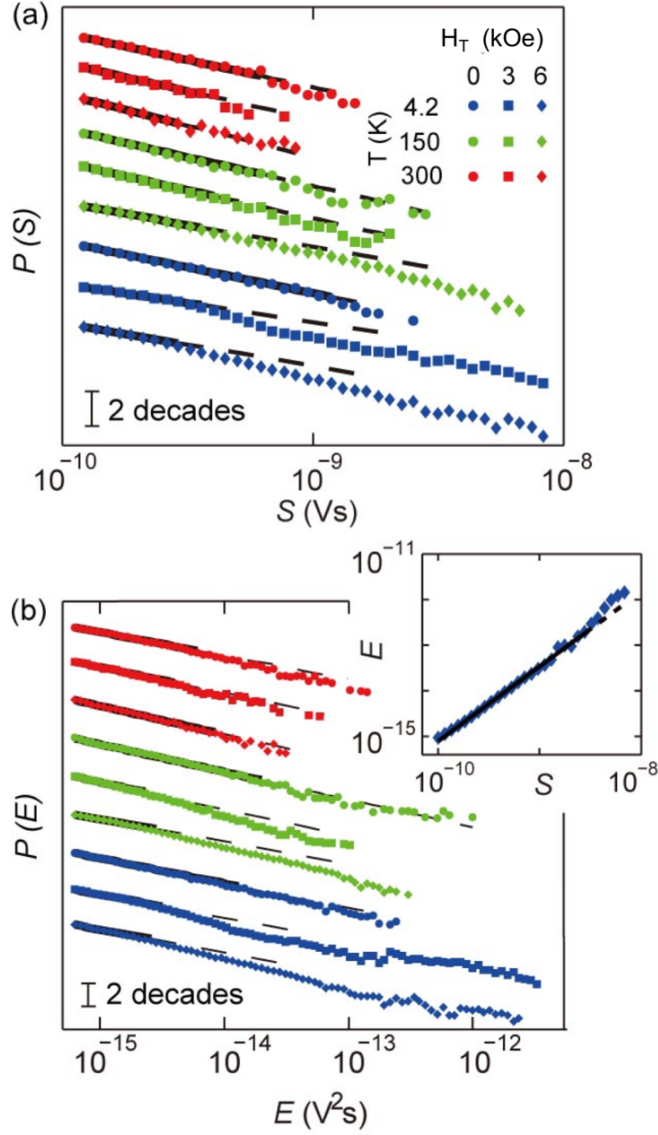 (a)
H_T (kOe)
0 3 6
4.2
150
300
T (K)
P (S)
2 decades
10⁻¹⁰ 10⁻⁹ 10⁻⁸
S (Vs)
(b)
10⁻¹¹
E
10⁻¹⁵
10⁻¹⁰ S 10⁻⁸
P (E)
2 decades
10⁻¹⁵ 10⁻¹⁴ 10⁻¹³ 10⁻¹²
E (V²s)